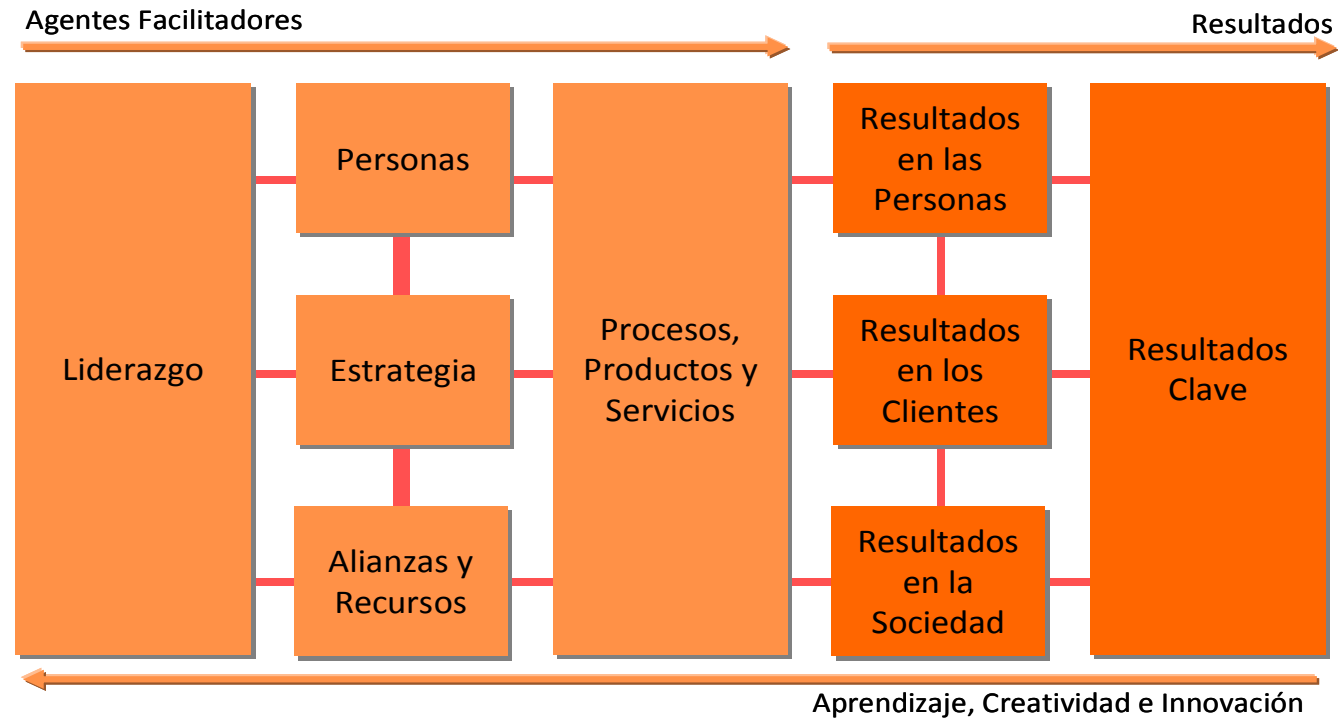 Agentes Facilitadores
Resultados
Liderazgo
Personas
Estrategia
Alianzas y
Recursos
Procesos,
Productos y
Servicios
Resultados
en las
Personas
Resultados
en los
Clientes
Resultados
en la
Sociedad
Resultados
Clave
Aprendizaje, Creatividad e Innovación